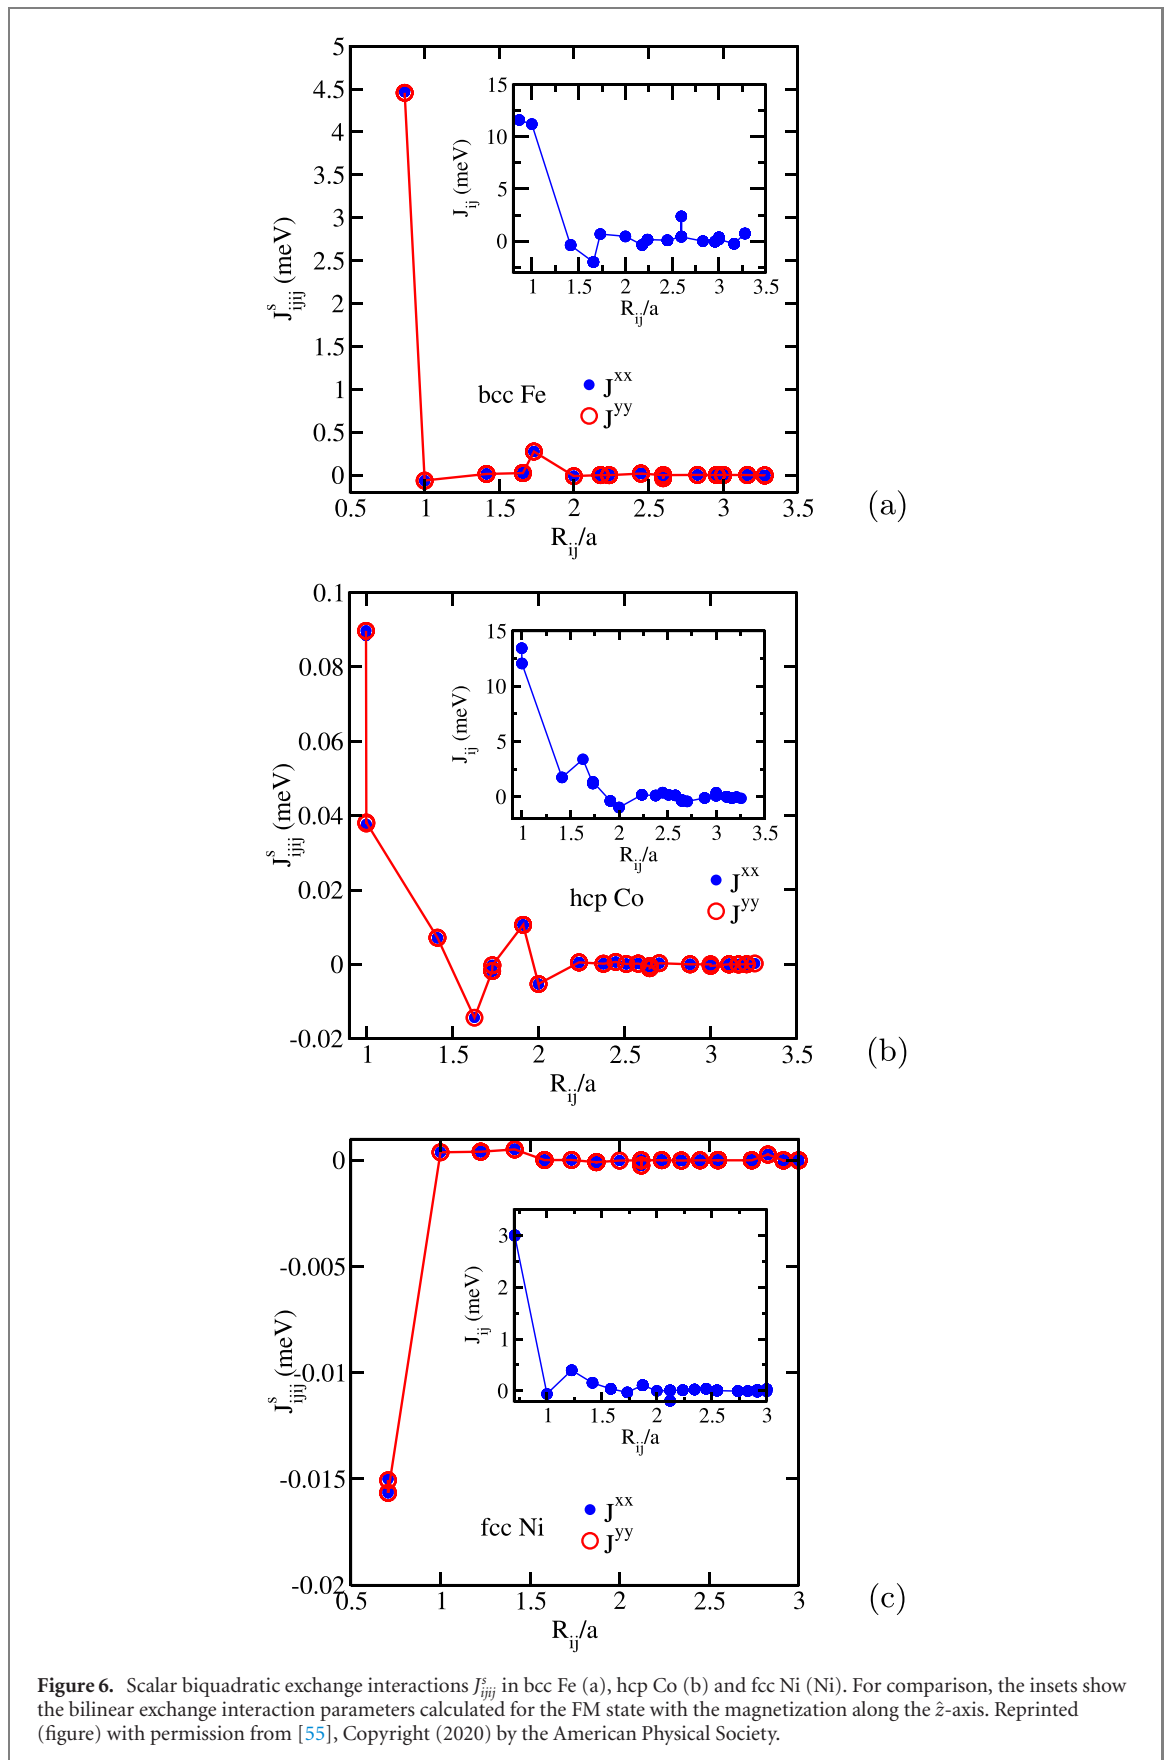 5
4.5
4
3.5
3
2.5
2
1.5
1
0.5
0
J^s_ijij (meV)
0.5 1 1.5 2 2.5 3 3.5
R_ij/a
bcc Fe
J^xx
J^yy
15
10
5
0
J_ij (meV)
1 1.5 2 2.5 3 3.5
R_ij/a
(a)
0.1
0.08
0.06
0.04
0.02
0
-0.02
J^s_ijij (meV)
1 1.5 2 2.5 3 3.5
R_ij/a
hcp Co
J^xx
J^yy
15
10
5
0
J_ij (meV)
1 1.5 2 2.5 3 3.5
R_ij/a
(b)
0
-0.005
-0.01
-0.015
-0.02
J^s_ijij (meV)
0.5 1 1.5 2 2.5 3
R_ij/a
fcc Ni
J^xx
J^yy
3
2
1
0
J_ij (meV)
1 1.5 2 2.5 3
R_ij/a
(c)
Figure 6. Scalar biquadratic exchange interactions J^s_ijij in bcc Fe (a), hcp Co (b) and fcc Ni (Ni). For comparison, the insets show
the bilinear exchange interaction parameters calculated for the FM state with the magnetization along the ẑ-axis. Reprinted
(figure) with permission from [55], Copyright (2020) by the American Physical Society.